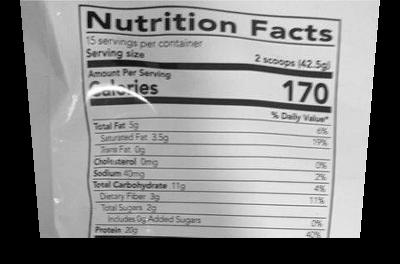 Nutrition Facts
15 servings per container
Serving size 2 scoops (42.5g)
Amount Per Serving
Calories 170
% Daily Value*
Total Fat 5g 6%
Saturated Fat 3.5g 19%
Trans Fat 0g
Cholesterol 0mg 0%
Sodium 40mg 2%
Total Carbohydrate 11g 4%
Dietary Fiber 3g 11%
Total Sugars 2g
Includes 0g Added Sugars 0%
Protein 20g 40%